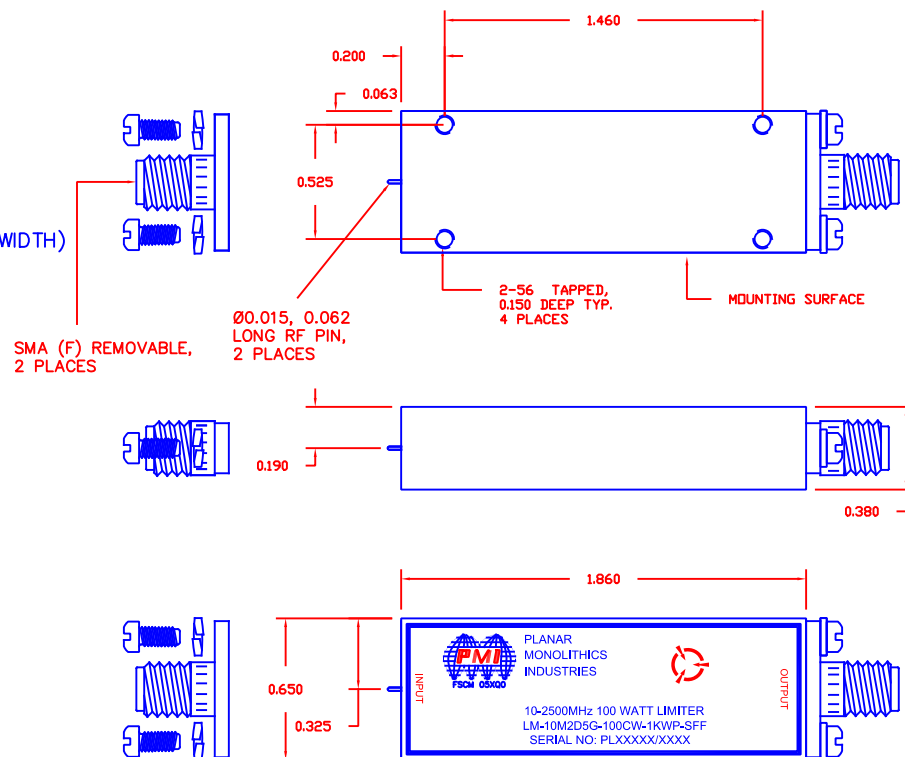 1.460
0.200
0.063
0.525
WIDTH)
2-56 TAPPED,
0.150 DEEP TYP.
4 PLACES
MOUNTING SURFACE
Ø0.015, 0.062
LONG RF PIN,
2 PLACES
SMA (F) REMOVABLE,
2 PLACES
0.190
0.380
1.860
0.650
0.325
INPUT
PMI
FSCM 05XQ0
PLANAR
MONOLITHICS
INDUSTRIES
OUTPUT
10-2500MHz 100 WATT LIMITER
LM-10M2D5G-100CW-1KWP-SFF
SERIAL NO: PLXXXXX/XXXX